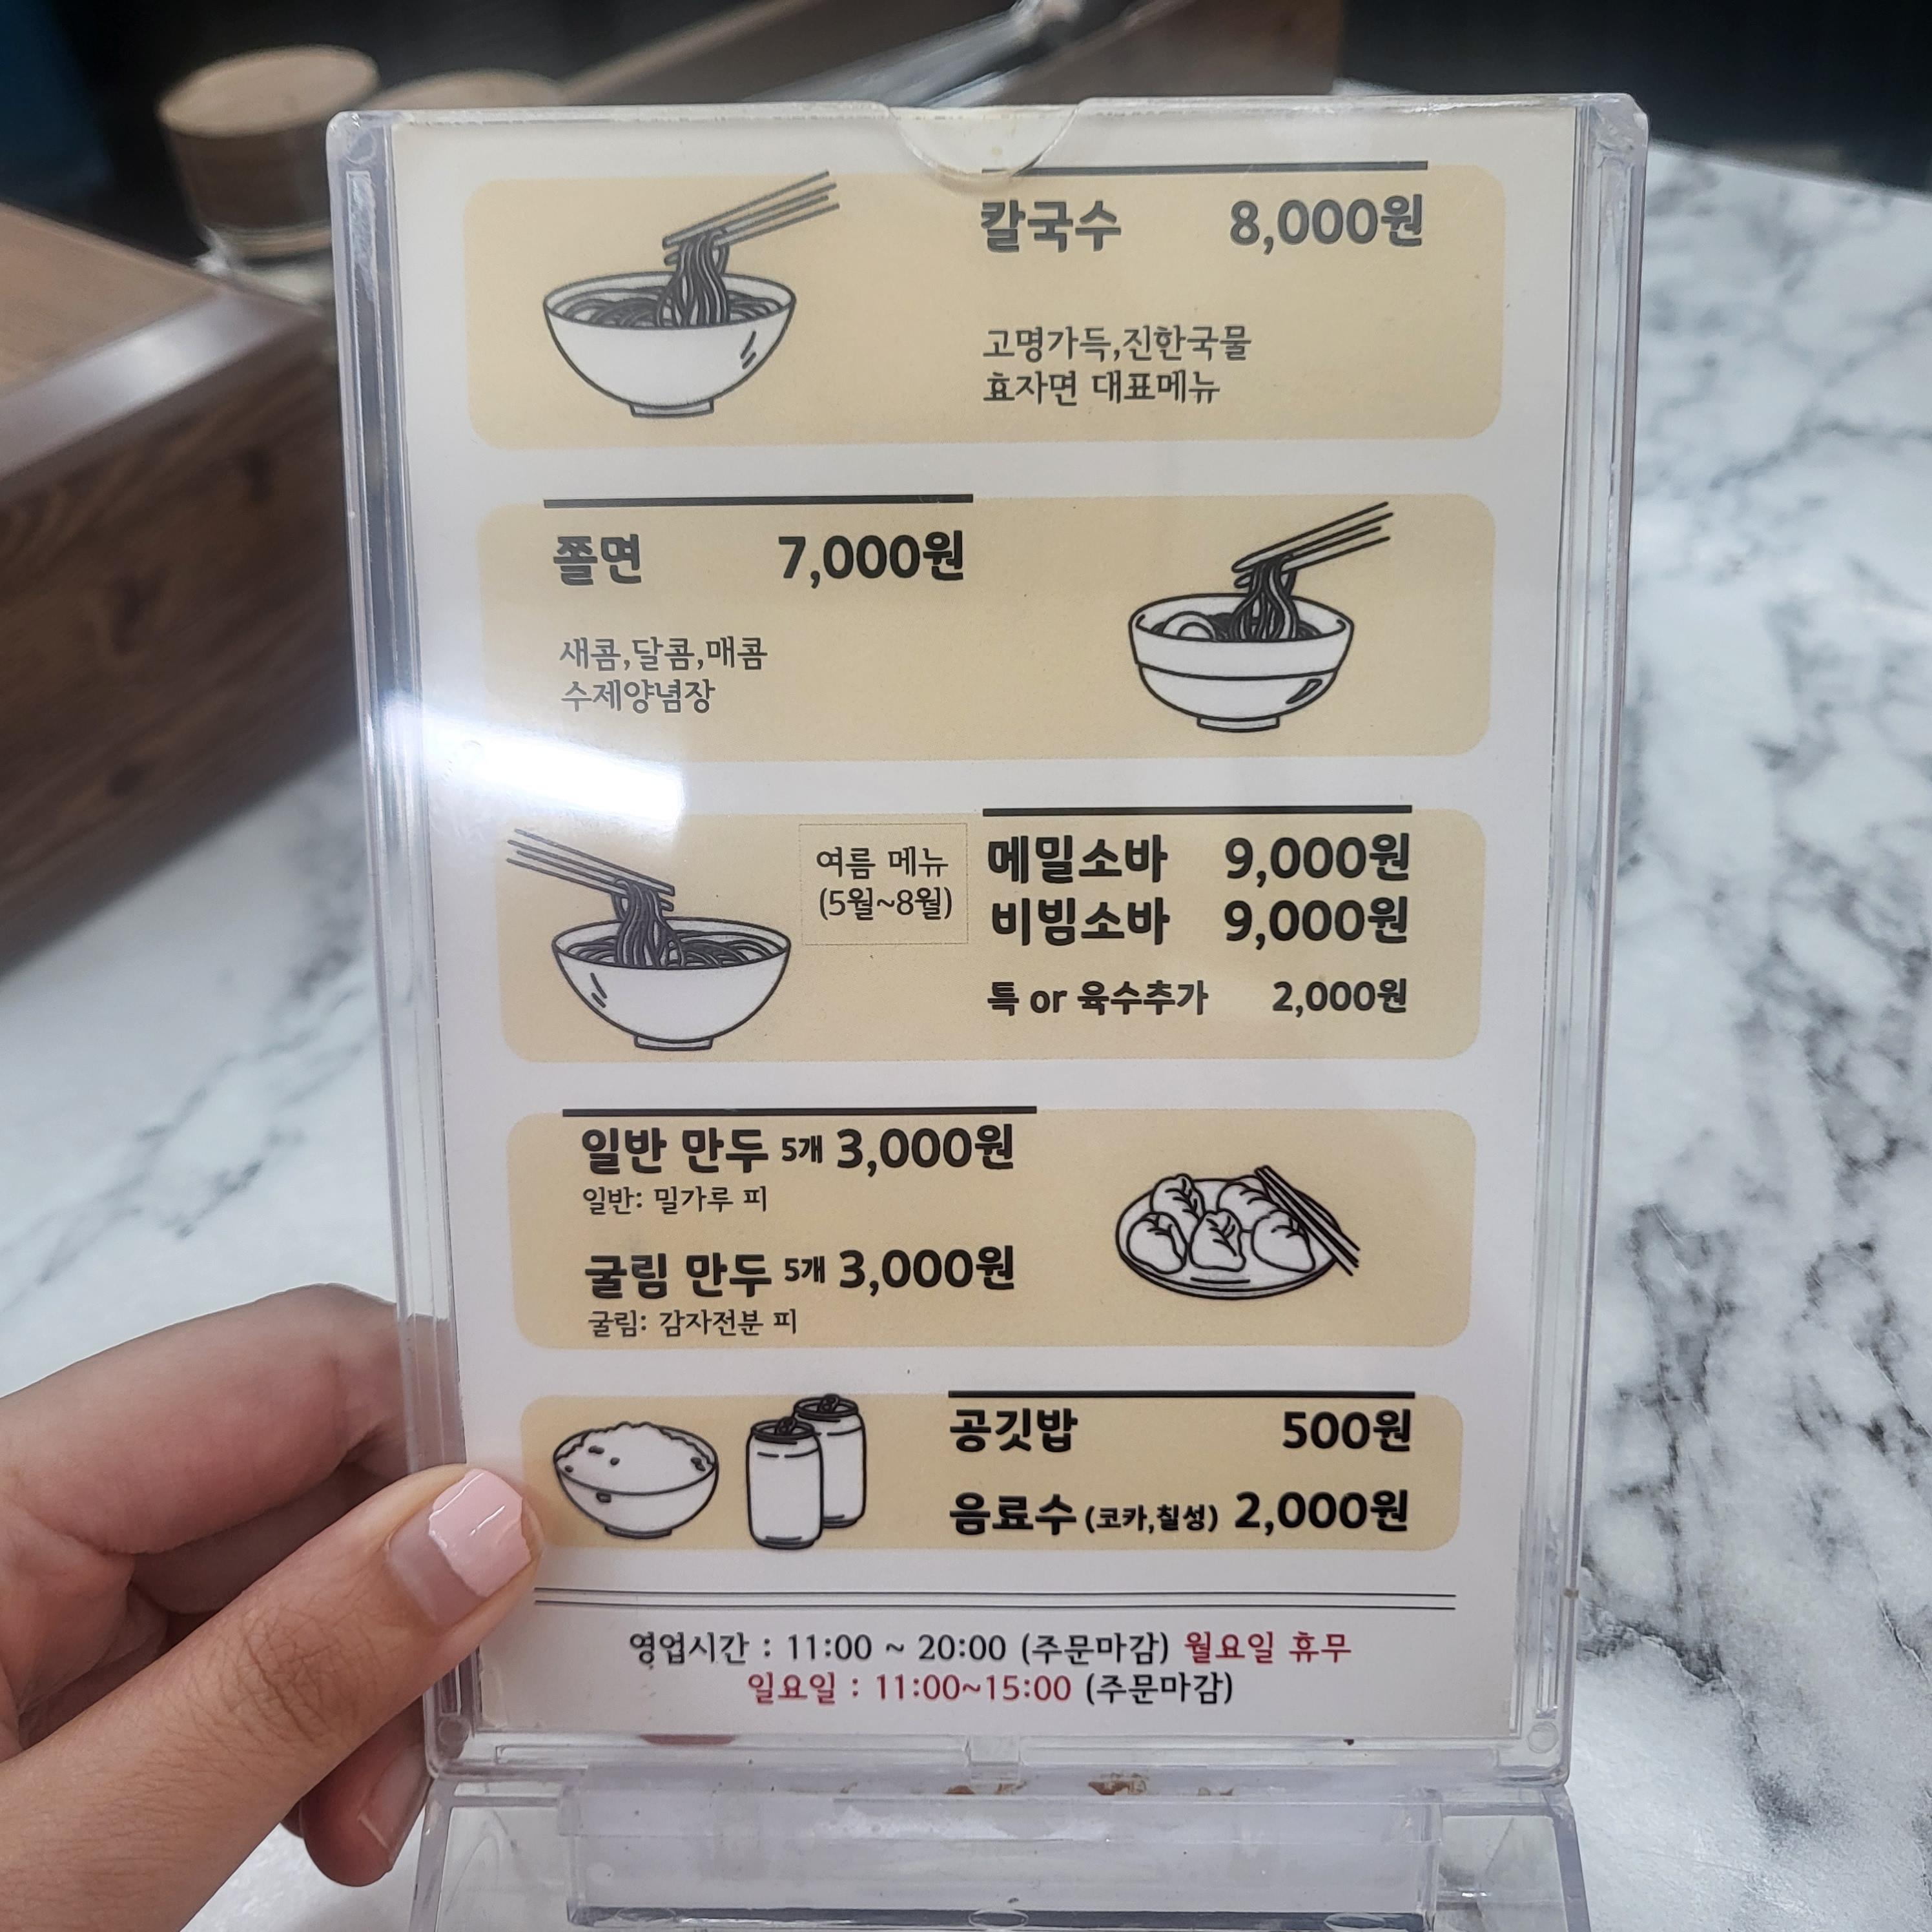 칼국수 8,000원
고명가득,진한국물
효자면 대표메뉴
쫄면 7,000원
새콤,달콤,매콤
수제양념장
여름 메뉴
(5월~8월)
메밀소바 9,000원
비빔소바 9,000원
특 or 육수추가 2,000원
일반 만두 5개 3,000원
일반: 밀가루 피
굴림 만두 5개 3,000원
굴림: 감자전분 피
공깃밥 500원
음료수 (코카,칠성) 2,000원
영업시간 : 11:00 ~ 20:00 (주문마감) 월요일 휴무
일요일 : 11:00~15:00 (주문마감)